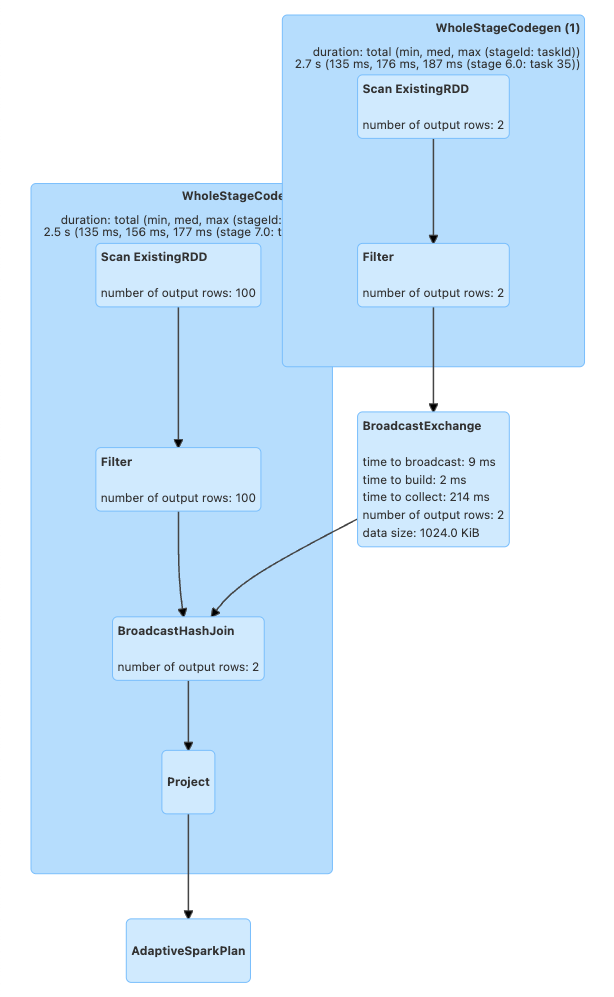 WholeStageCodegen (1)
duration: total (min, med, max (stageId: taskId))
2.7 s (135 ms, 176 ms, 187 ms (stage 6.0: task 35))
Scan ExistingRDD
number of output rows: 2
Filter
number of output rows: 2
BroadcastExchange
time to broadcast: 9 ms
time to build: 2 ms
time to collect: 214 ms
number of output rows: 2
data size: 1024.0 KiB
WholeStageCode
duration: total (min, med, max (stageId:
2.5 s (135 ms, 156 ms, 177 ms (stage 7.0: t
Scan ExistingRDD
number of output rows: 100
Filter
number of output rows: 100
BroadcastHashJoin
number of output rows: 2
Project
AdaptiveSparkPlan